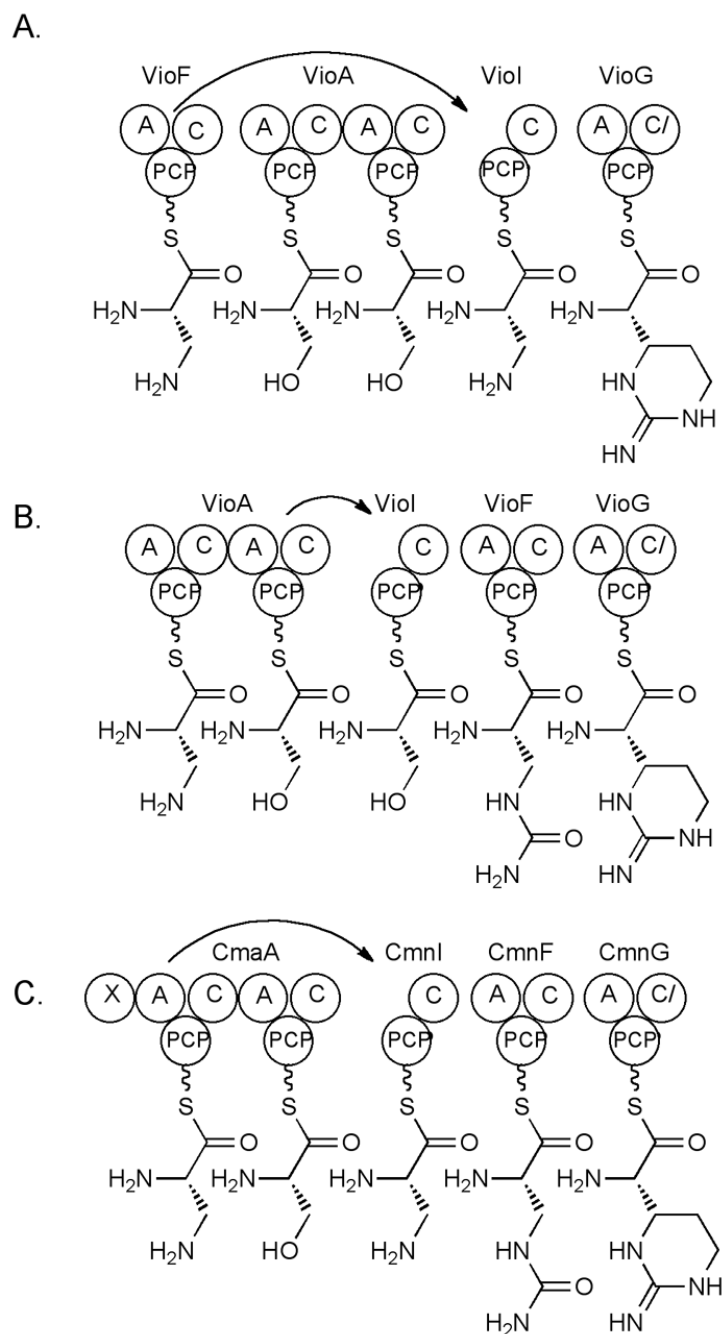 A.
VioF VioA VioI VioG
A C A C A C C A C/
PCP PCP PCP PCP PCP
S S S S S
O O O O O
H2N H2N H2N H2N H2N
H2N HO HO H2N HN NH
HN
B.
VioA VioI VioF VioG
A C A C C A C A C/
PCP PCP PCP PCP PCP
S S S S S
O O O O O
H2N H2N H2N H2N H2N
H2N HO HO HN HN NH
O
H2N HN
C.
CmaA CmnI CmnF CmnG
X A C A C C A C A C/
PCP PCP PCP PCP PCP
S S S S S
O O O O O
H2N H2N H2N H2N H2N
H2N HO H2N HN HN NH
O
H2N HN